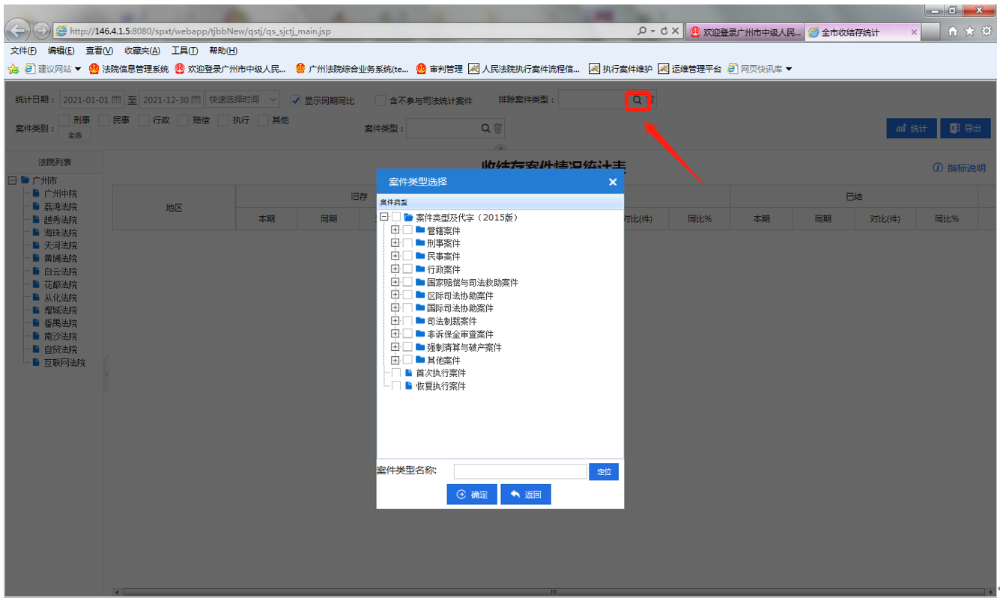 http://146.4.1.5:8080/spxt/webapp/tjbbNew/qstj/qs_sjctj_main.jsp
欢迎登录广州市中级人民...
全市收结存统计
文件(F) 编辑(E) 查看(V) 收藏夹(A) 工具(T) 帮助(H)
建议网站 法院信息管理系统 欢迎登录广州市中级人民... 广州法院综合业务系统(te... 审判管理 人民法院执行案件流程信... 执行案件维护 运维管理平台 网页快讯库
统计日期： 2021-01-01 至 2021-12-30 快速选择时间 显示同期同比 含不参与司法统计案件 排除案件类型：
案件类别： 刑事 民事 行政 赔偿 执行 其他 案件类型： 统计 导出
全选
法院列表
收结存案件情况统计表
指标说明
广州市
广州中院
荔湾法院
越秀法院
海珠法院
天河法院
黄埔法院
白云法院
花都法院
从化法院
增城法院
番禺法院
南沙法院
自贸法院
互联网法院
地区 旧存 已结
本期 同期 对比(件) 同比% 本期 同期 对比(件) 同比%
案件类型选择
案件类型
案件类型及代字（2015版）
管辖案件
刑事案件
民事案件
行政案件
国家赔偿与司法救助案件
区际司法协助案件
国际司法协助案件
司法制裁案件
非诉保全审查案件
强制清算与破产案件
其他案件
首次执行案件
恢复执行案件
案件类型名称: 定位
确定 返回